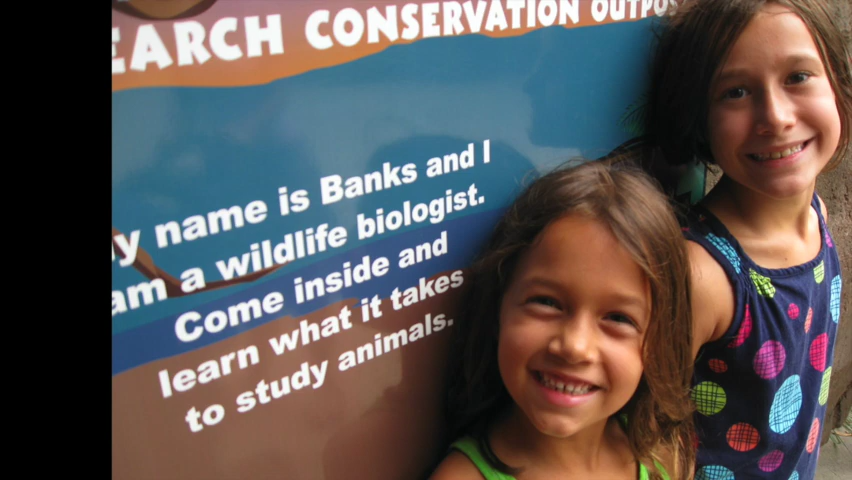 EARCH CONSERVATION OUTPOS
y name is Banks and I
am a wildlife biologist.
Come inside and
learn what it takes
to study animals.